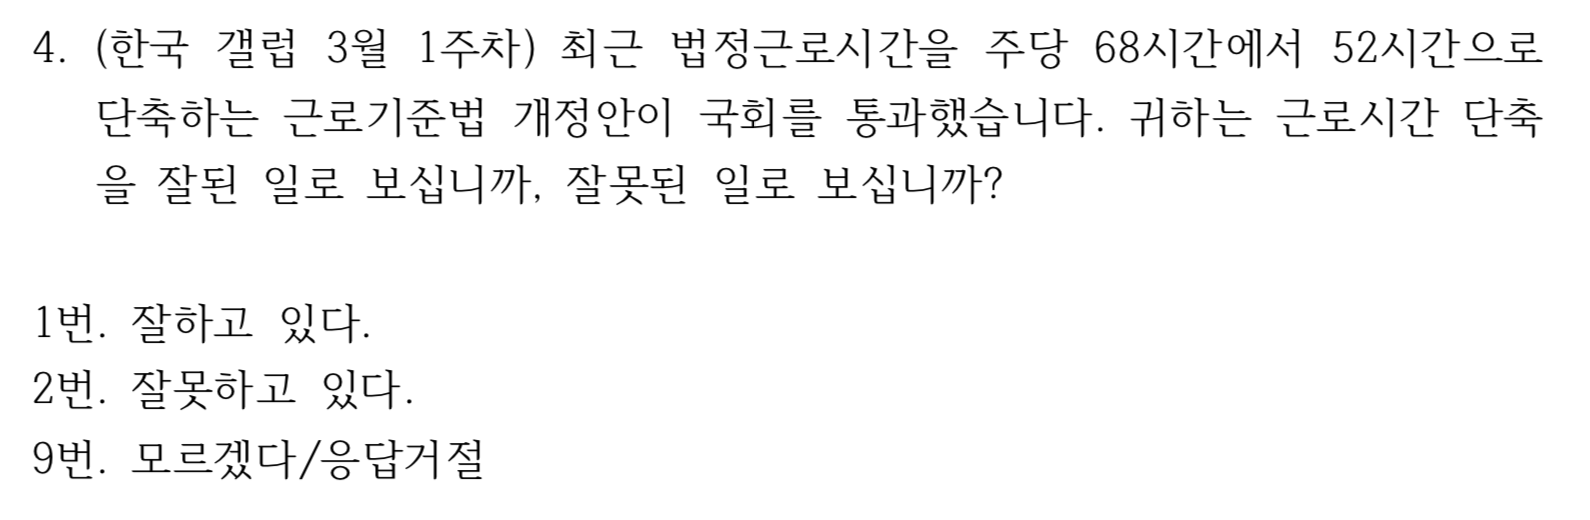 4. (한국 갤럽 3월 1주차) 최근 법정근로시간을 주당 68시간에서 52시간으로
단축하는 근로기준법 개정안이 국회를 통과했습니다. 귀하는 근로시간 단축
을 잘된 일로 보십니까, 잘못된 일로 보십니까?
1번. 잘하고 있다.
2번. 잘못하고 있다.
9번. 모르겠다/응답거절